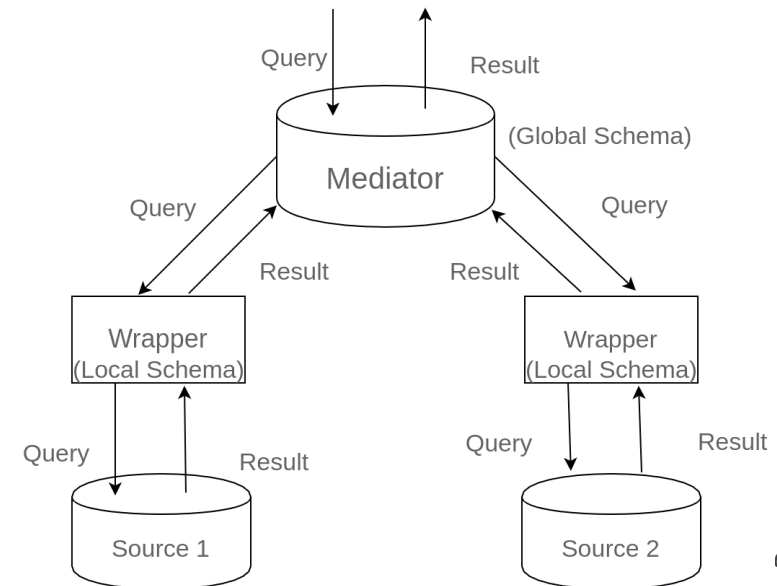 Query
Result
(Global Schema)
Mediator
Query
Query
Result
Result
Wrapper
(Local Schema)
Wrapper
(Local Schema)
Query
Result
Query
Result
Source 1
Source 2